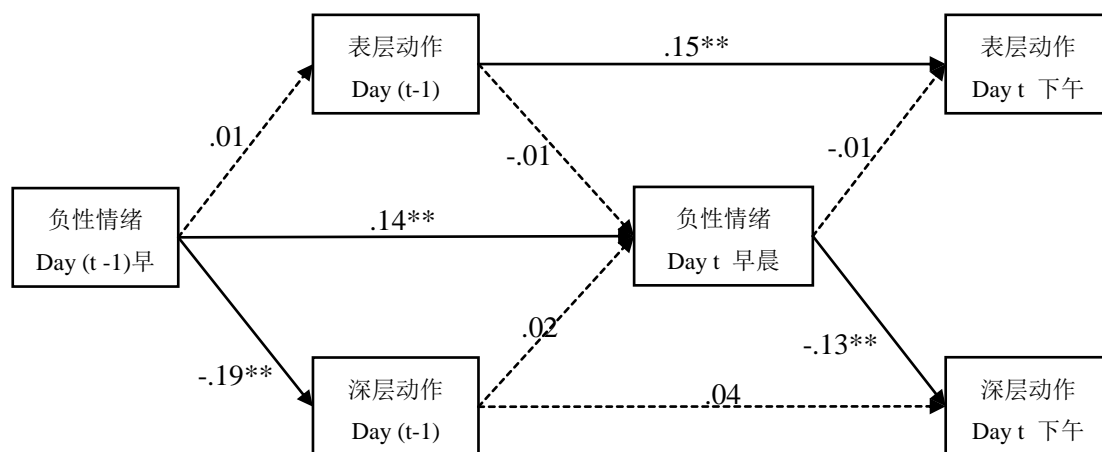 表层动作
Day (t-1)
.15**
表层动作
Day t 下午
.01
-.01
-.01
负性情绪
Day (t -1)早
.14**
负性情绪
Day t 早晨
-.19**
.02
-.13**
深层动作
Day (t-1)
.04
深层动作
Day t 下午